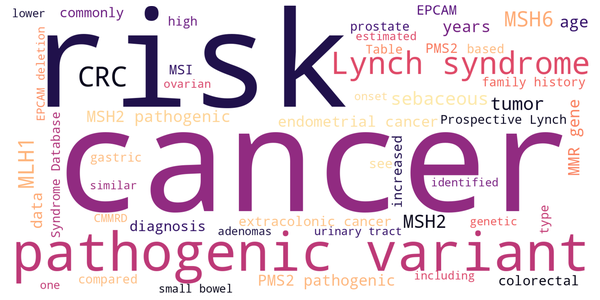 lower
commonly
high
EPCAM
MSH6
age
risk
prostate
years
estimated
Table
PMS2 based
CRC
MSI
ovarian
Lynch syndrome
family history
EPCAM deletion
onset
sebaceous
tumor
MSH2 pathogenic
endometrial cancer
Prospective Lynch
MMR gene
Syndrome Database
cancer
MLH1
data
gastric
similar
see
increased
identified
CMMRD
diagnosis
extracolonic cancer
MSH2
genetic
type
adenomas
urinary tract
pathogenic variant
one
compared
small bowel
PMS2 pathogenic
including
colorectal